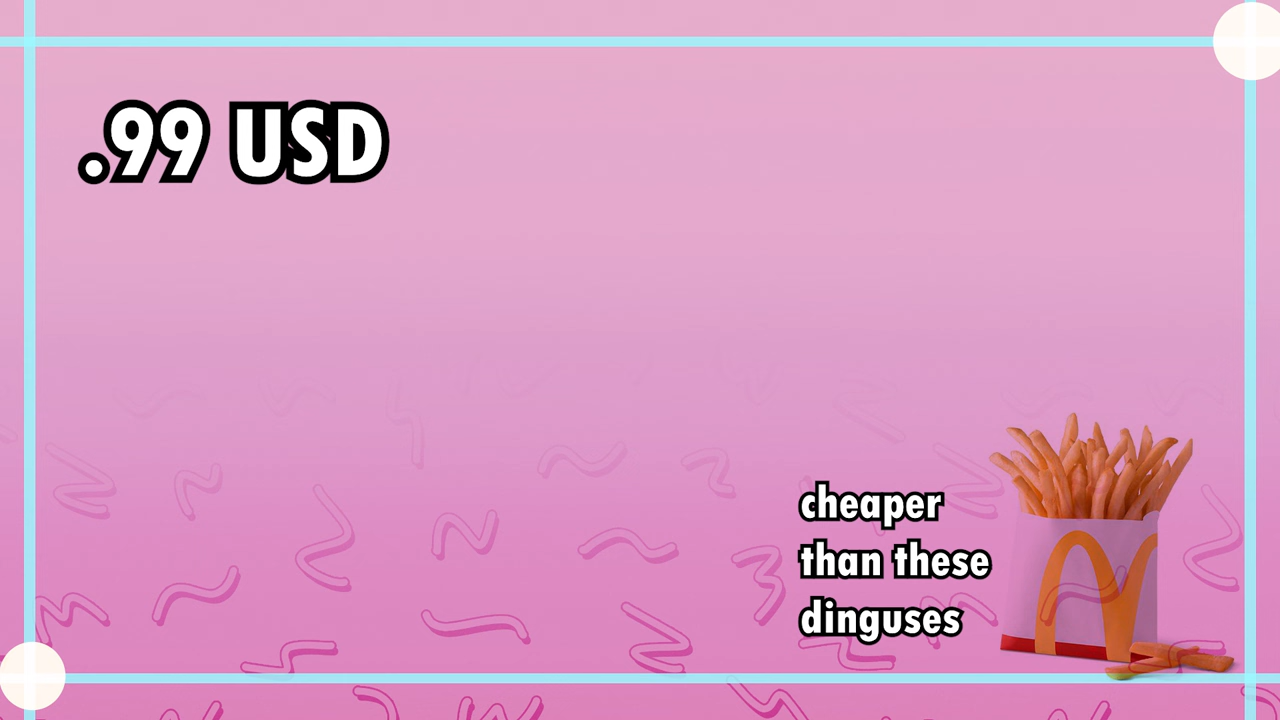 .99 USD
cheaper
than these
dinguses